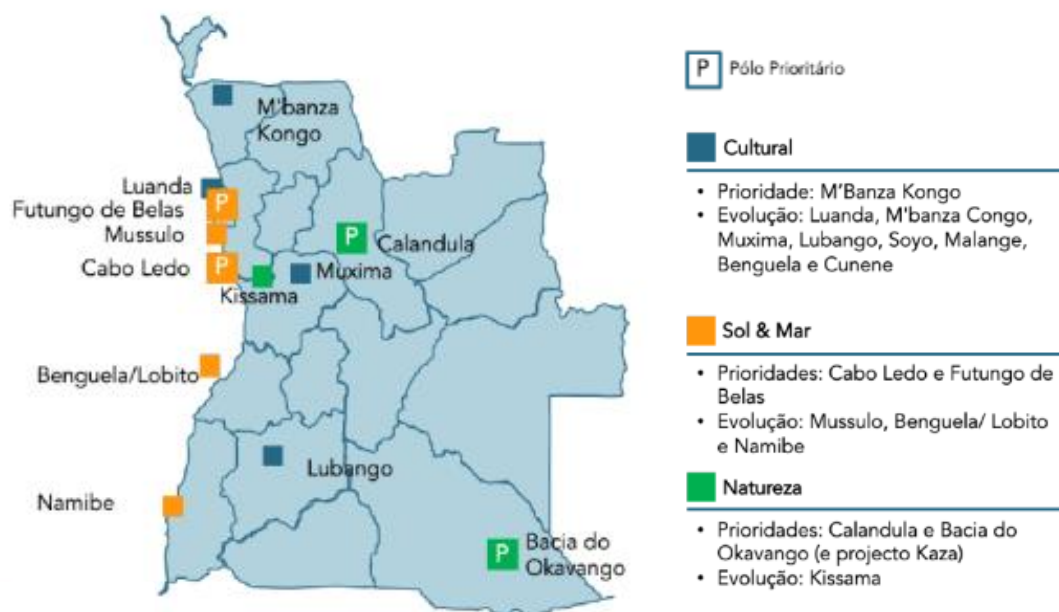 M'banza
Kongo
Luanda
P
Futungo de Belas
Mussulo
P
Calandula
Cabo Ledo
P
Muxima
Kissama
Benguela/Lobito
Lubango
Namibe
P
Bacia do
Okavango
P Pólo Prioritário
Cultural
• Prioridade: M'Banza Kongo
• Evolução: Luanda, M'banza Congo,
Muxima, Lubango, Soyo, Malange,
Benguela e Cunene
Sol & Mar
• Prioridades: Cabo Ledo e Futungo de
Belas
• Evolução: Mussulo, Benguela/ Lobito
e Namibe
Natureza
• Prioridades: Calandula e Bacia do
Okavango (e projecto Kaza)
• Evolução: Kissama